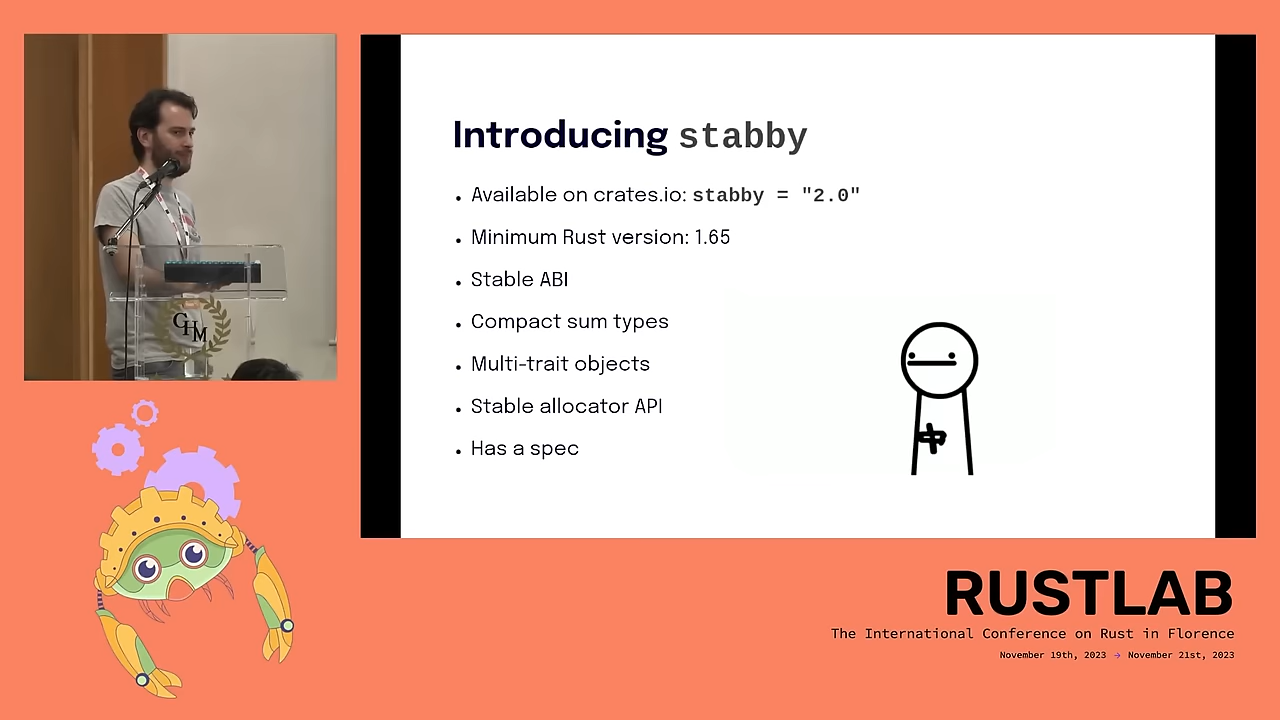 Introducing stabby
Available on crates.io: stabby = "2.0"
Minimum Rust version: 1.65
Stable ABI
Compact sum types
Multi-trait objects
Stable allocator API
Has a spec
GHM
RUSTLAB
The International Conference on Rust in Florence
November 19th, 2023 → November 21st, 2023